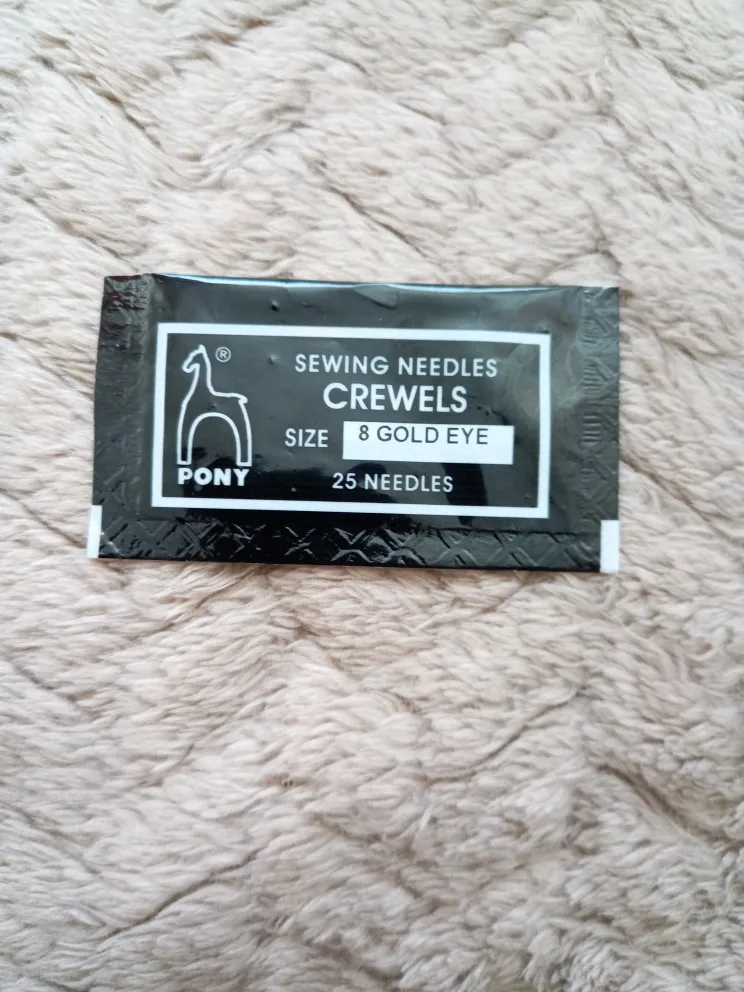 ®
SEWING NEEDLES
CREWELS
SIZE 8 GOLD EYE
PONY
25 NEEDLES